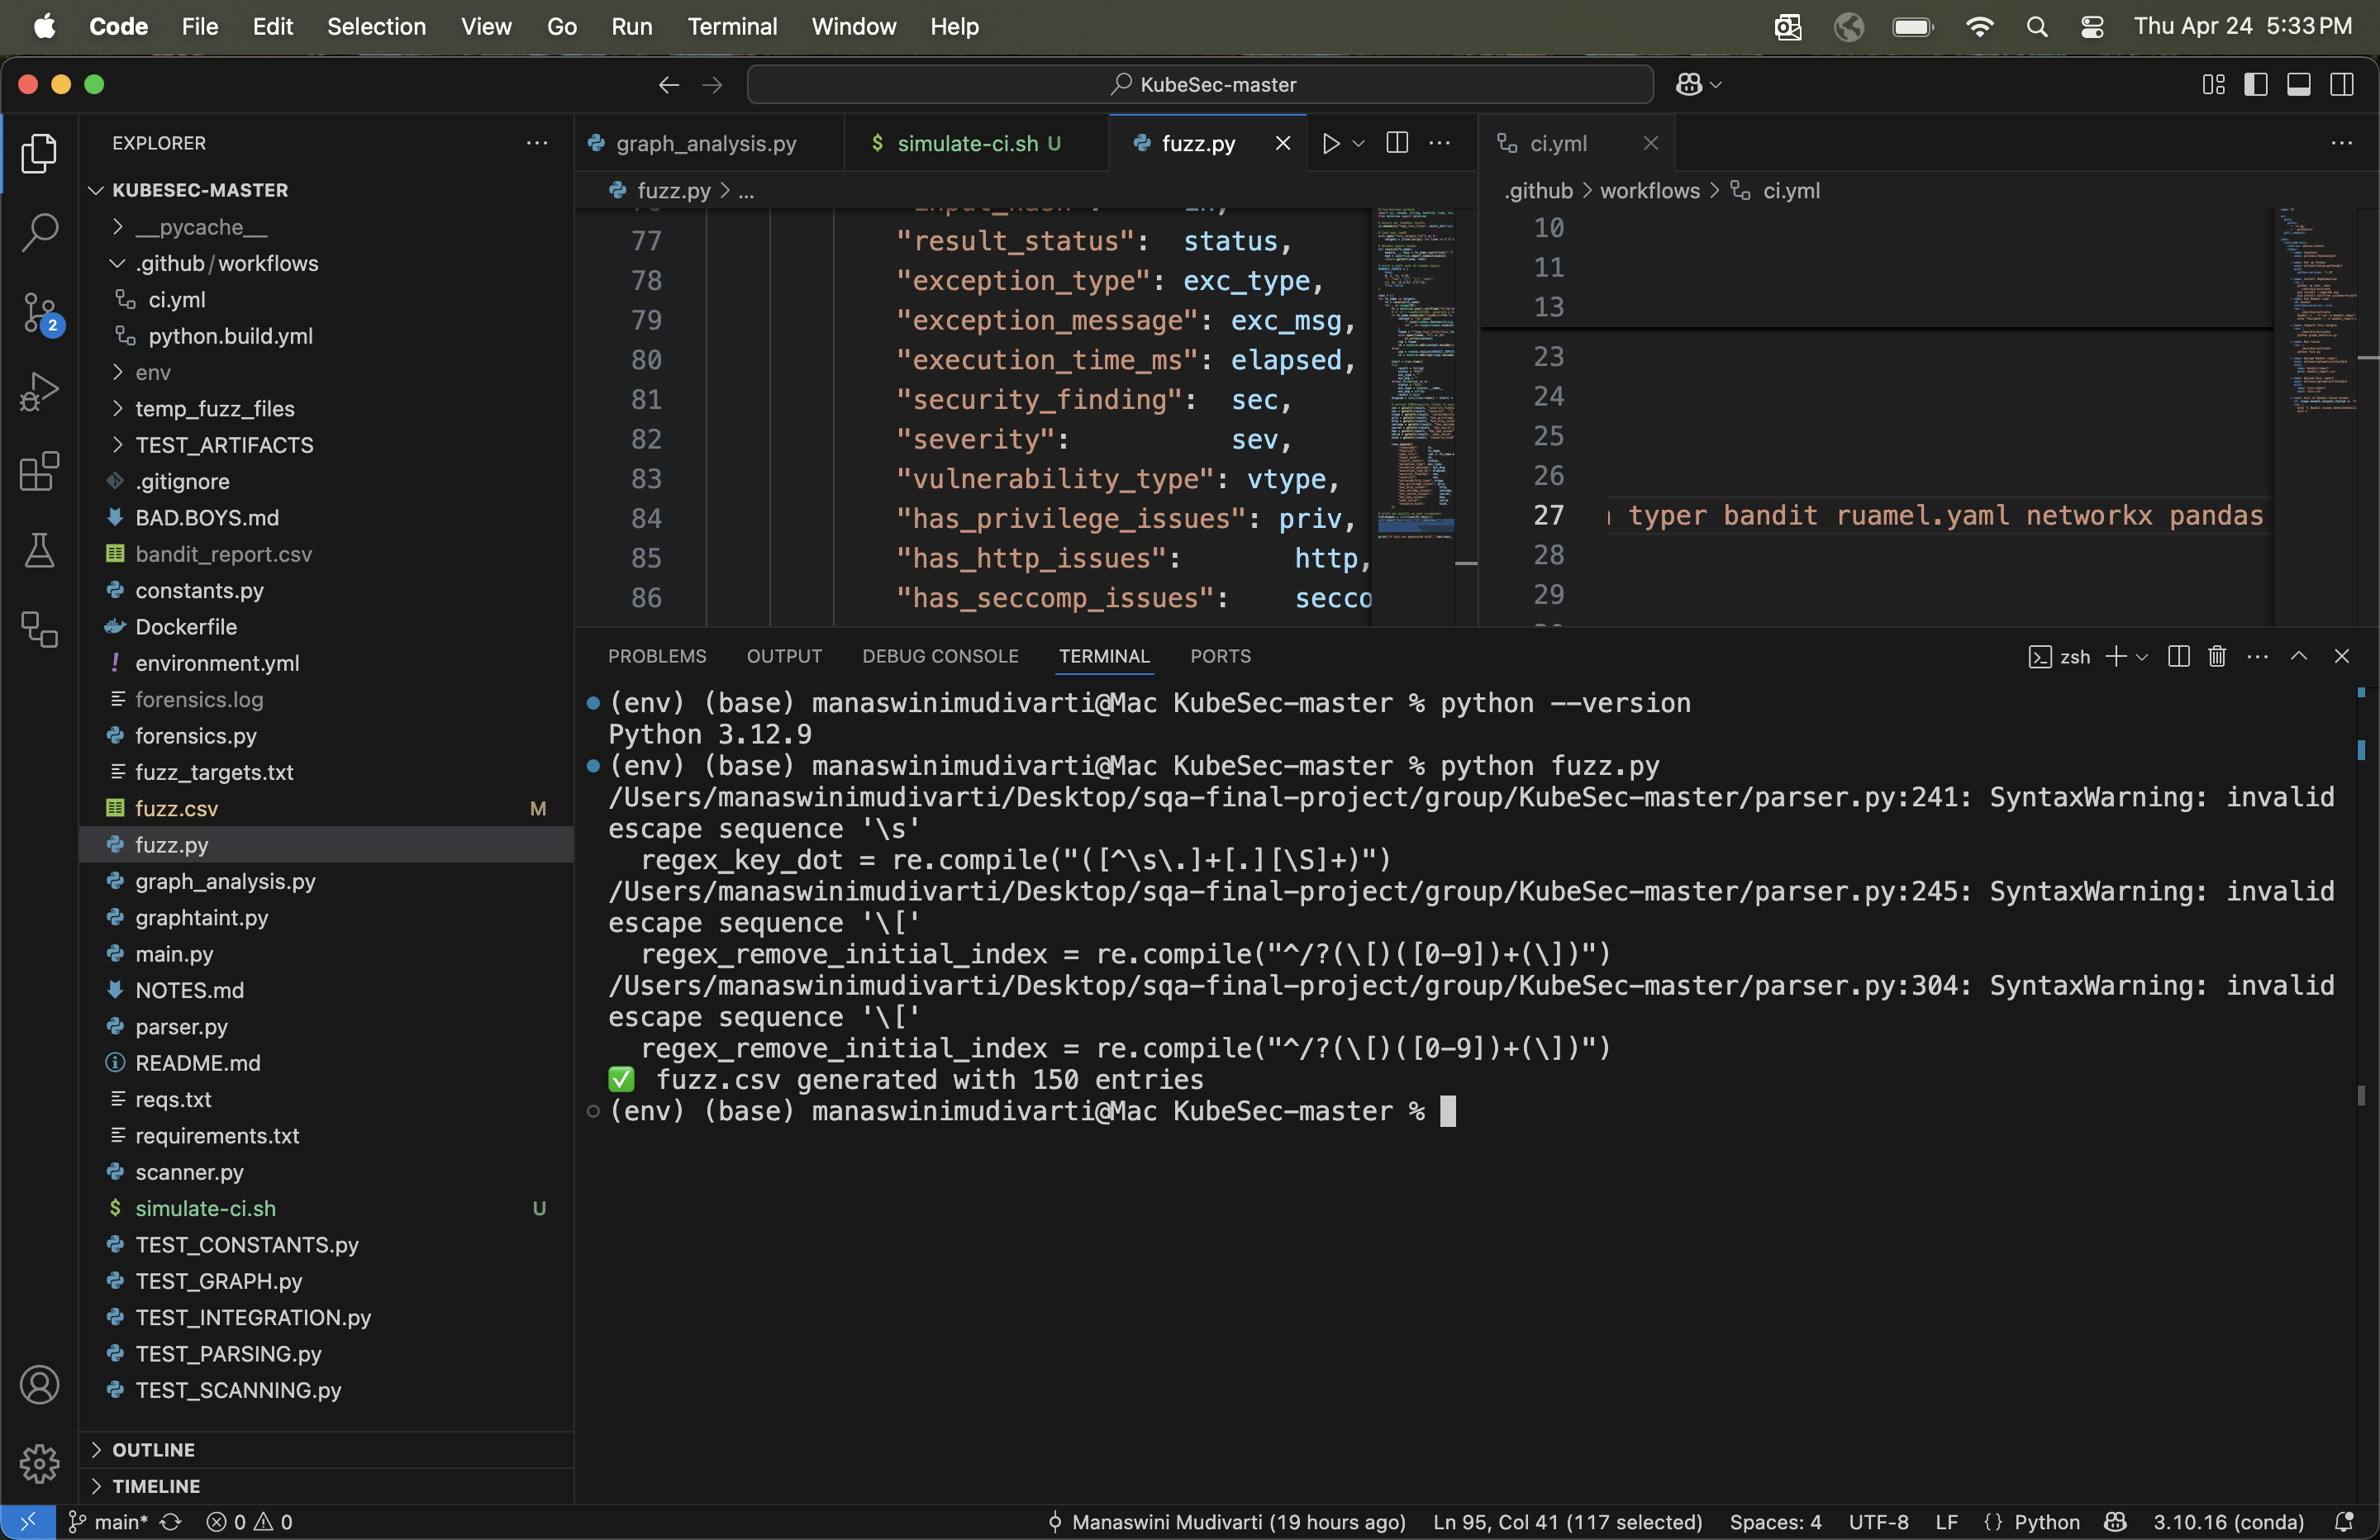 Code File Edit Selection View Go Run Terminal Window Help Thu Apr 24 5:33 PM
KubeSec-master
EXPLORER
KUBESEC-MASTER
__pycache__
.github/workflows
ci.yml
python.build.yml
env
temp_fuzz_files
TEST_ARTIFACTS
.gitignore
BAD.BOYS.md
bandit_report.csv
constants.py
Dockerfile
environment.yml
forensics.log
forensics.py
fuzz_targets.txt
fuzz.csv M
fuzz.py
graph_analysis.py
graphtaint.py
main.py
NOTES.md
parser.py
README.md
reqs.txt
requirements.txt
scanner.py
simulate-ci.sh U
TEST_CONSTANTS.py
TEST_GRAPH.py
TEST_INTEGRATION.py
TEST_PARSING.py
TEST_SCANNING.py
OUTLINE
TIMELINE
2
graph_analysis.py simulate-ci.sh U fuzz.py
fuzz.py > ...
77 "result_status": status,
78 "exception_type": exc_type,
79 "exception_message": exc_msg,
80 "execution_time_ms": elapsed,
81 "security_finding": sec,
82 "severity": sev,
83 "vulnerability_type": vtype,
84 "has_privilege_issues": priv,
85 "has_http_issues": http,
86 "has_seccomp_issues": secco
ci.yml
.github > workflows > ci.yml
10
11
13
23
24
25
26
27 typer bandit ruamel.yaml networkx pandas
28
29
PROBLEMS OUTPUT DEBUG CONSOLE TERMINAL PORTS zsh
(env) (base) manaswinimudivarti@Mac KubeSec-master % python --version
Python 3.12.9
(env) (base) manaswinimudivarti@Mac KubeSec-master % python fuzz.py
/Users/manaswinimudivarti/Desktop/sqa-final-project/group/KubeSec-master/parser.py:241: SyntaxWarning: invalid
escape sequence '\s'
regex_key_dot = re.compile("([^\s\.]+[.][\S]+)")
/Users/manaswinimudivarti/Desktop/sqa-final-project/group/KubeSec-master/parser.py:245: SyntaxWarning: invalid
escape sequence '\['
regex_remove_initial_index = re.compile("^/?(\[)([0-9])+(\])")
/Users/manaswinimudivarti/Desktop/sqa-final-project/group/KubeSec-master/parser.py:304: SyntaxWarning: invalid
escape sequence '\['
regex_remove_initial_index = re.compile("^/?(\[)([0-9])+(\])")
✅ fuzz.csv generated with 150 entries
(env) (base) manaswinimudivarti@Mac KubeSec-master %
main* 0 0 Manaswini Mudivarti (19 hours ago) Ln 95, Col 41 (117 selected) Spaces: 4 UTF-8 LF {} Python 3.10.16 (conda)